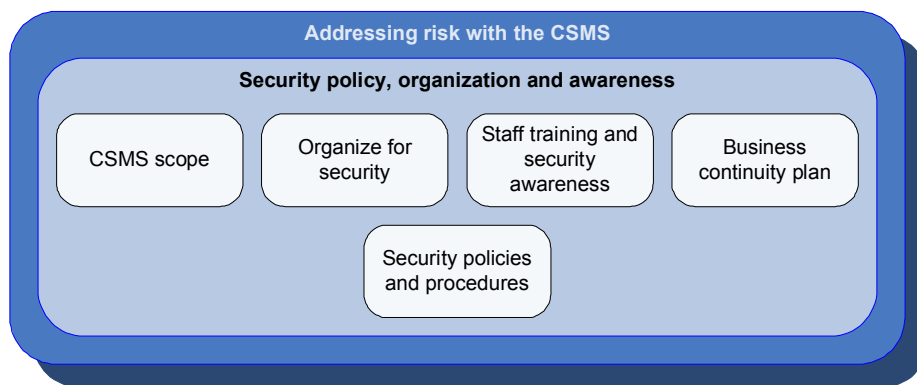 Addressing risk with the CSMS
Security policy, organization and awareness
CSMS scope
Organize for
security
Staff training and
security
awareness
Business
continuity plan
Security policies
and procedures